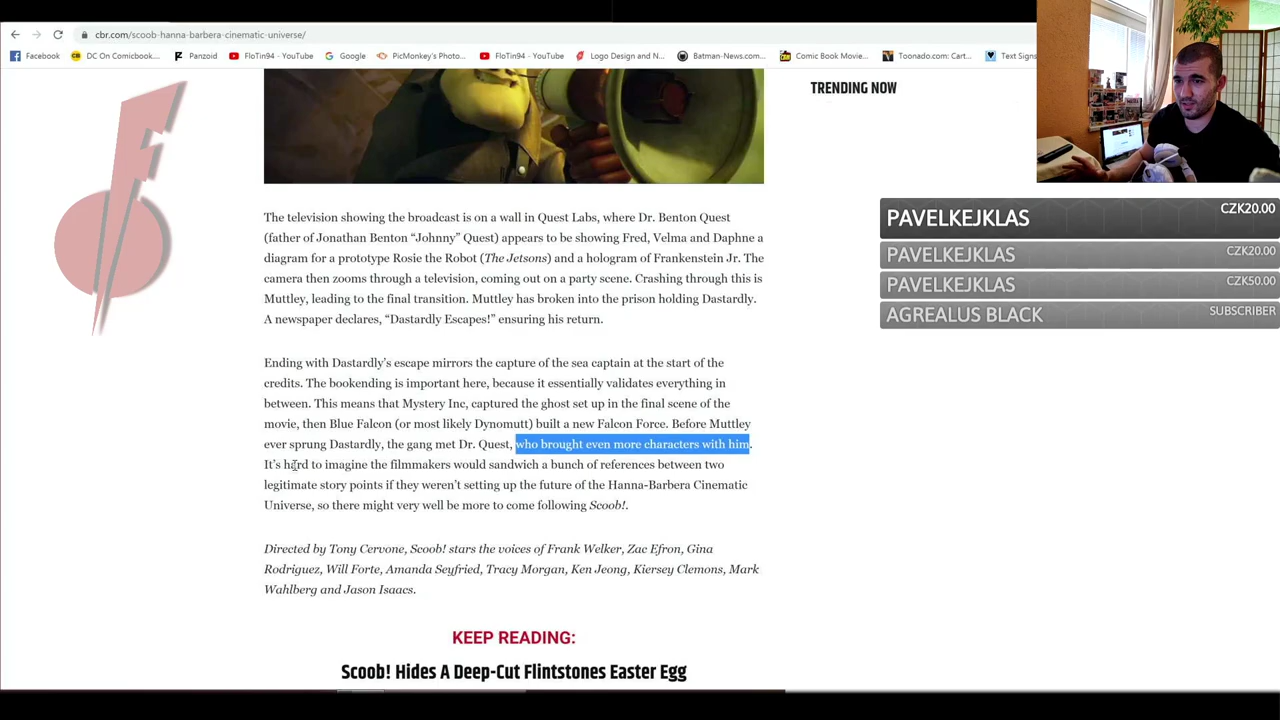 cbr.com/scoob-hanna-barbera-cinematic-universe/
Facebook DC On Comicbook.... Panzoid FloTin94 - YouTube Google PicMonkey's Photo... FloTin94 - YouTube Logo Design and N... Batman-News.com... Comic Book Movie... Toonado.com: Cart... Text Signs
TRENDING NOW
The television showing the broadcast is on a wall in Quest Labs, where Dr. Benton Quest
(father of Jonathan Benton “Johnny” Quest) appears to be showing Fred, Velma and Daphne a
diagram for a prototype Rosie the Robot (The Jetsons) and a hologram of Frankenstein Jr. The
camera then zooms through a television, coming out on a party scene. Crashing through this is
Muttley, leading to the final transition. Muttley has broken into the prison holding Dastardly.
A newspaper declares, “Dastardly Escapes!” ensuring his return.
Ending with Dastardly’s escape mirrors the capture of the sea captain at the start of the
credits. The bookending is important here, because it essentially validates everything in
between. This means that Mystery Inc, captured the ghost set up in the final scene of the
movie, then Blue Falcon (or most likely Dynomutt) built a new Falcon Force. Before Muttley
ever sprung Dastardly, the gang met Dr. Quest, who brought even more characters with him.
It’s hard to imagine the filmmakers would sandwich a bunch of references between two
legitimate story points if they weren’t setting up the future of the Hanna-Barbera Cinematic
Universe, so there might very well be more to come following Scoob!.
Directed by Tony Cervone, Scoob! stars the voices of Frank Welker, Zac Efron, Gina
Rodriguez, Will Forte, Amanda Seyfried, Tracy Morgan, Ken Jeong, Kiersey Clemons, Mark
Wahlberg and Jason Isaacs.
KEEP READING:
Scoob! Hides A Deep-Cut Flintstones Easter Egg
PAVELKEJKLAS CZK20.00
PAVELKEJKLAS CZK20.00
PAVELKEJKLAS CZK50.00
AGREALUS BLACK SUBSCRIBER